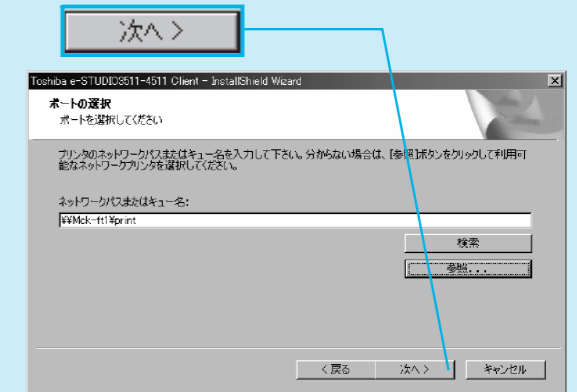 次へ >
Toshiba e-STUDIO3511-4511 Client - InstallShield Wizard
ポートの選択
ポートを選択してください
プリンタのネットワークパスまたはキュー名を入力して下さい。分からない場合は、[参照]ボタンをクリックして利用可
能なネットワークプリンタを選択してください。
ネットワークパスまたはキュー名:
¥¥Mck-ft1¥print
検索
参照...
< 戻る 次へ > キャンセル